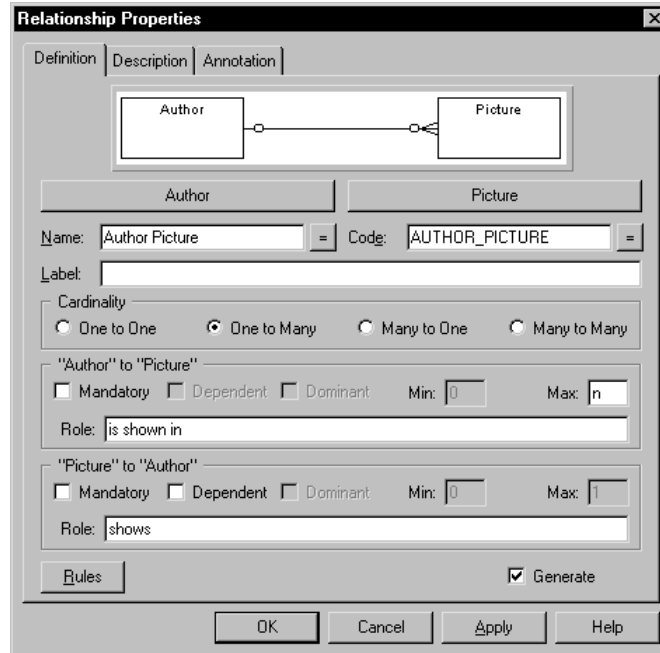 Relationship Properties
Definition Description Annotation
Author Picture
Author Picture
Name: Author Picture = Code: AUTHOR_PICTURE =
Label:
Cardinality
One to One One to Many Many to One Many to Many
"Author" to "Picture"
Mandatory Dependent Dominant Min: 0 Max: n
Role: is shown in
"Picture" to "Author"
Mandatory Dependent Dominant Min: 0 Max: 1
Role: shows
Rules Generate
OK Cancel Apply Help